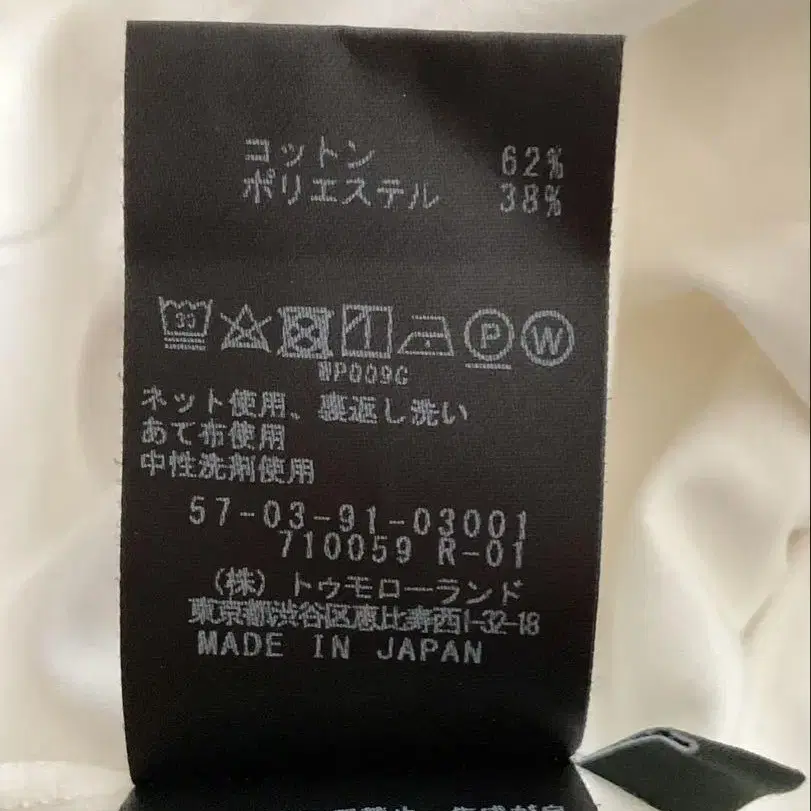 コットン 62%
ポリエステル 38%
30
P W
WP009C
ネット使用、裏返し洗い
あて布使用
中性洗剤使用
57-03-91-03001
710059 R-01
(株)トゥモローランド
東京都渋谷区恵比寿西1-32-18
MADE IN JAPAN